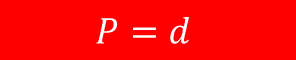 P = d